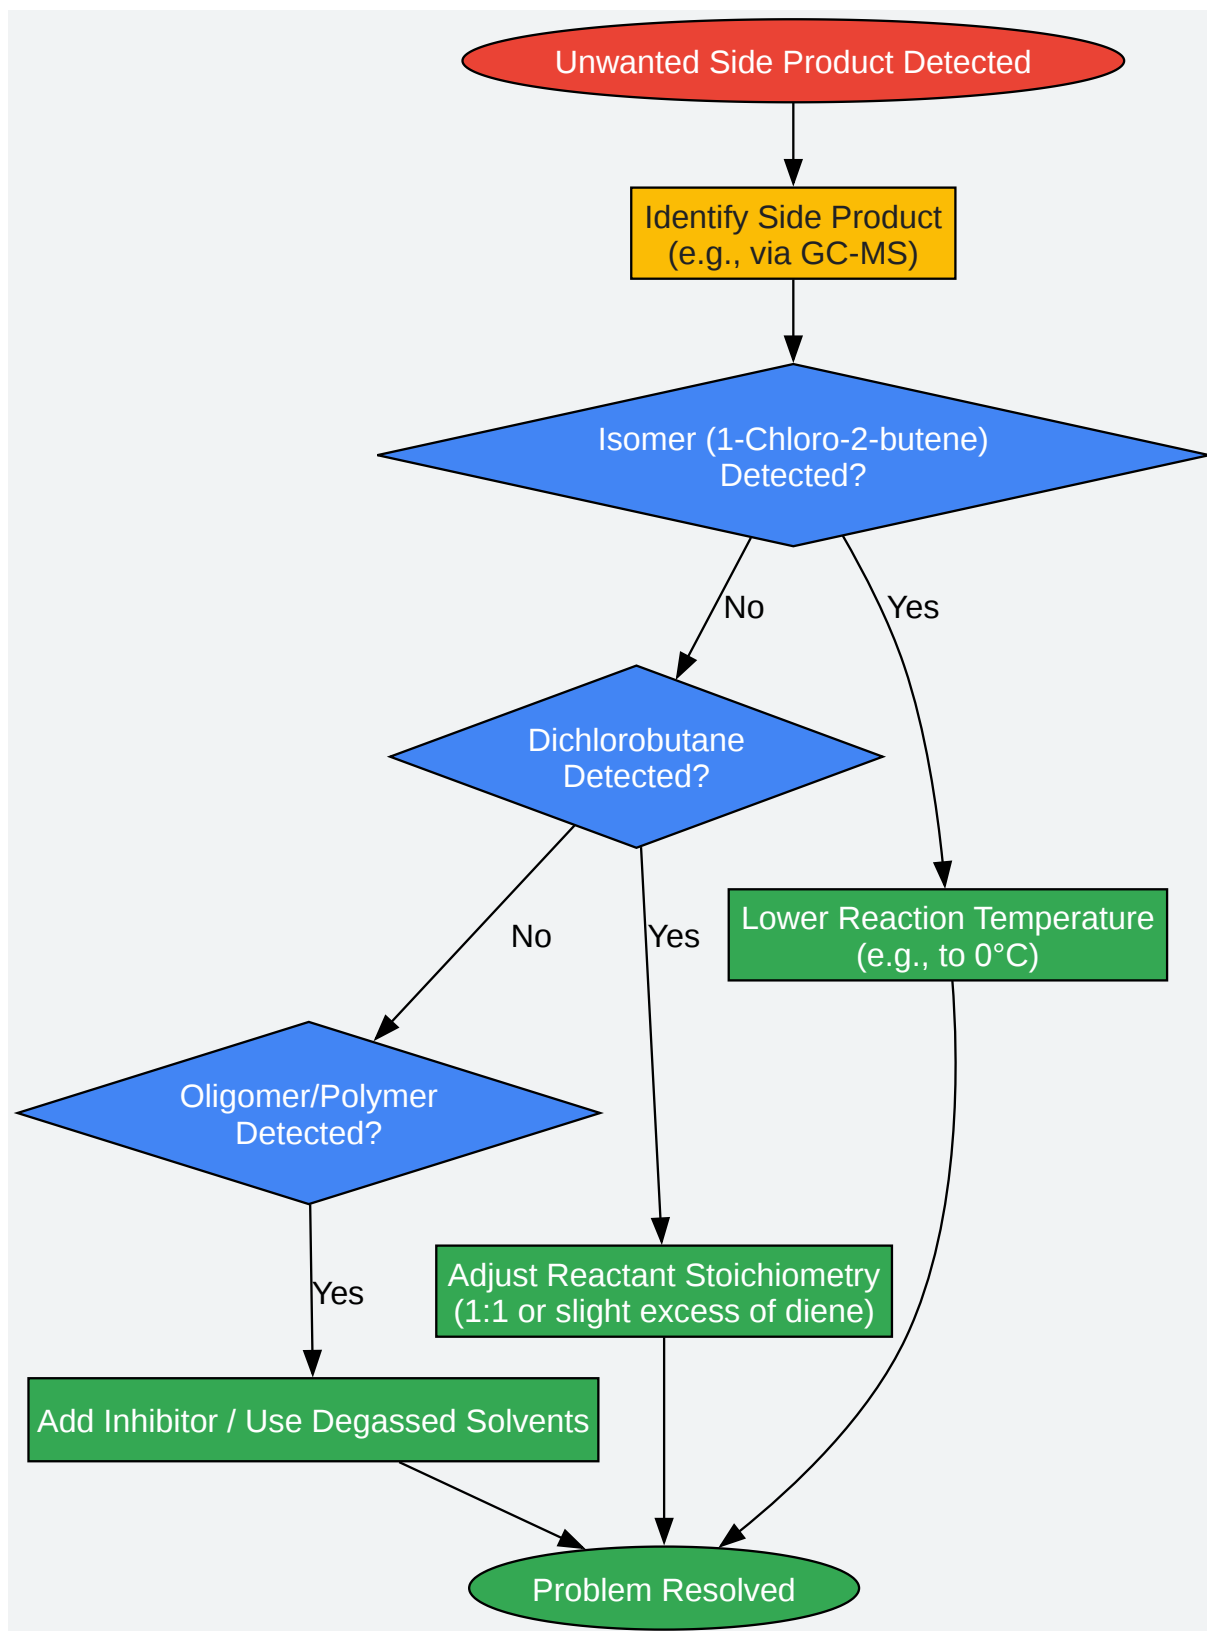 Unwanted Side Product Detected
Identify Side Product
(e.g., via GC-MS)
Isomer (1-Chloro-2-butene)
Detected?
No
Yes
Dichlorobutane
Detected?
No
Yes
Lower Reaction Temperature
(e.g., to 0°C)
Oligomer/Polymer
Detected?
Yes
Adjust Reactant Stoichiometry
(1:1 or slight excess of diene)
Add Inhibitor / Use Degassed Solvents
Problem Resolved